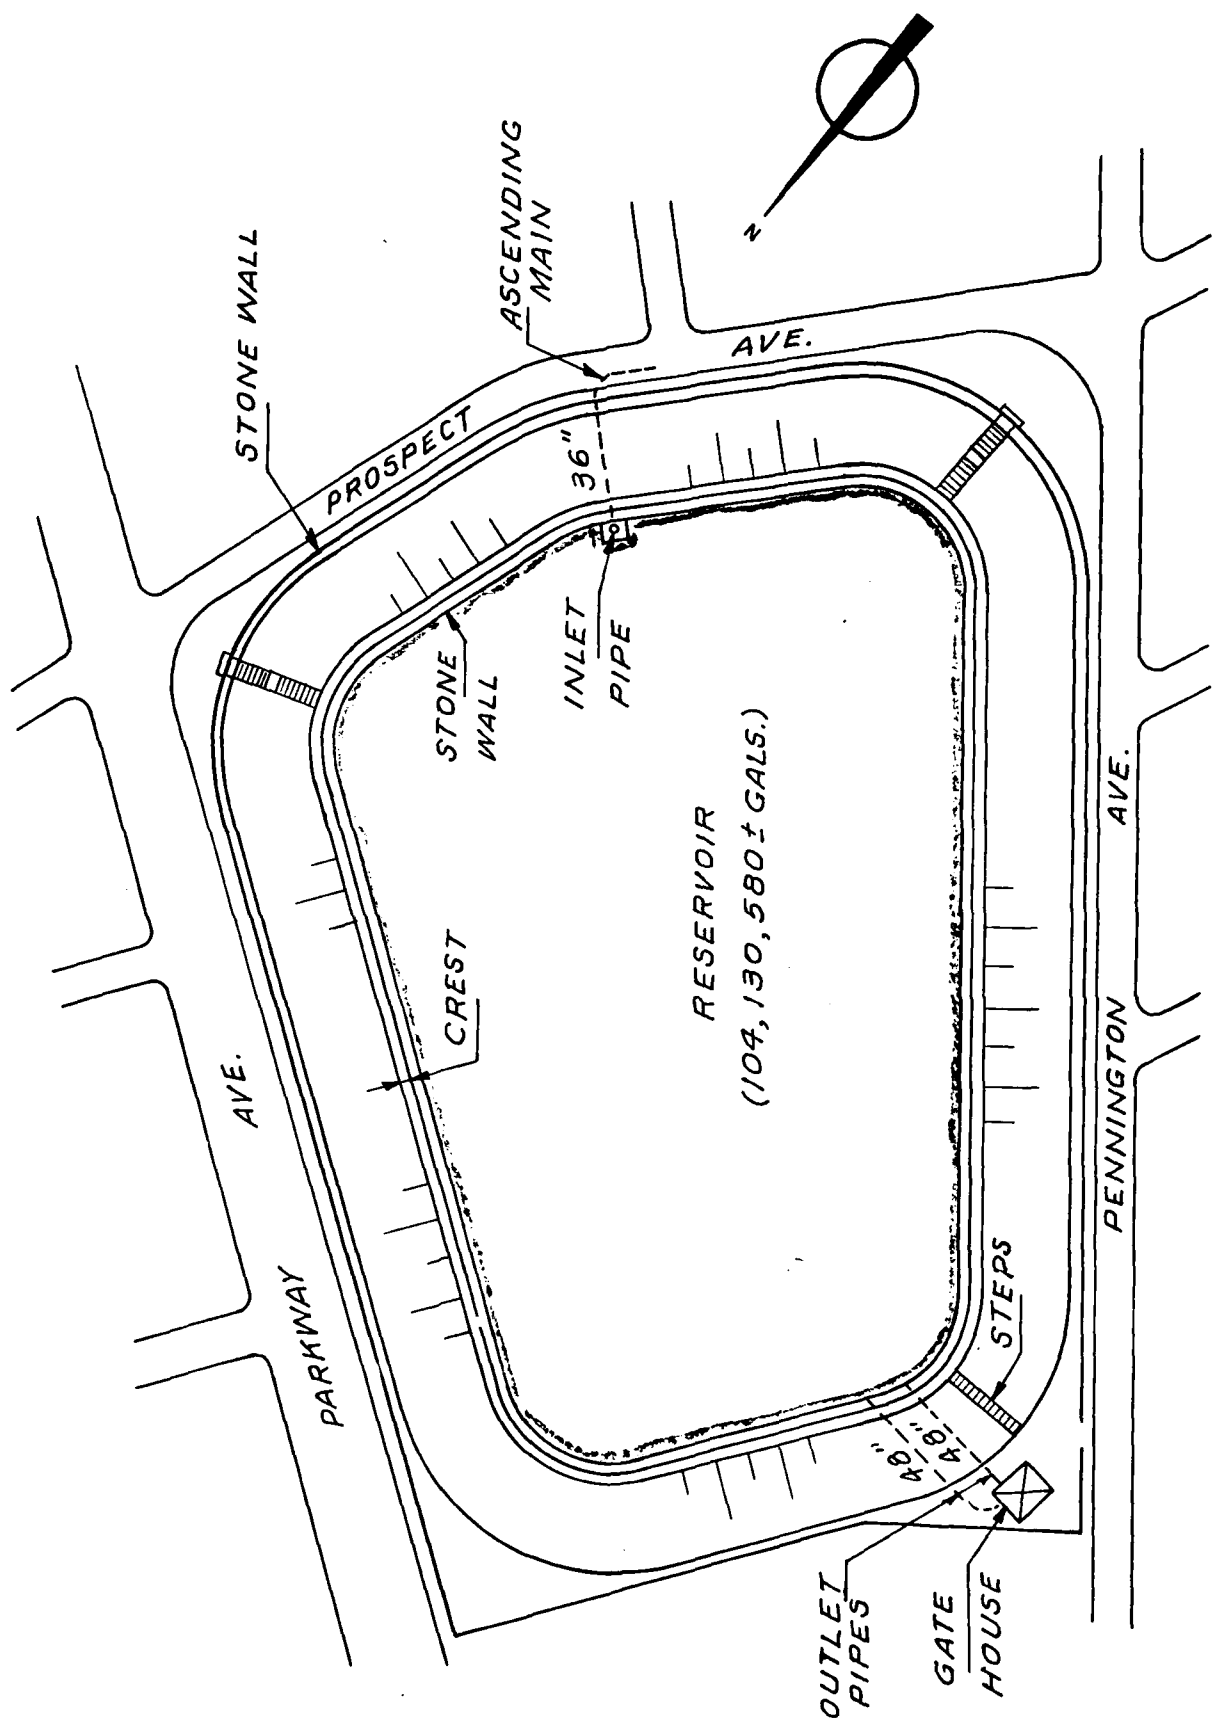 STONE WALL
ASCENDING
MAIN
N
PROSPECT
AVE.
36"
STONE
WALL
INLET
PIPE
RESERVOIR
(104,130,580± GALS.)
CREST
PARKWAY
AVE.
PENNINGTON
AVE.
STEPS
48"
48"
OUTLET
PIPES
GATE
HOUSE